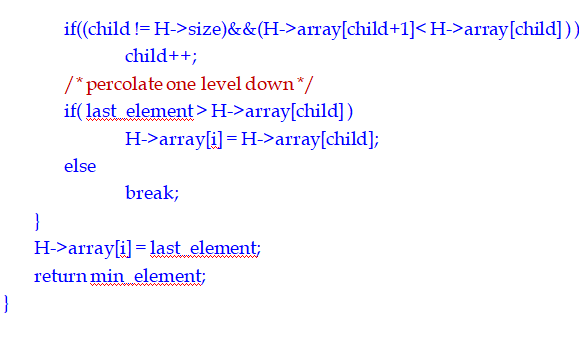 if((child != H->size)&&(H->array[child+1]< H->array[child]))
child++;
/* percolate one level down */
if( last_element > H->array[child])
H->array[i] = H->array[child];
else
break;
}
H->array[i] = last_element;
return min_element;
}